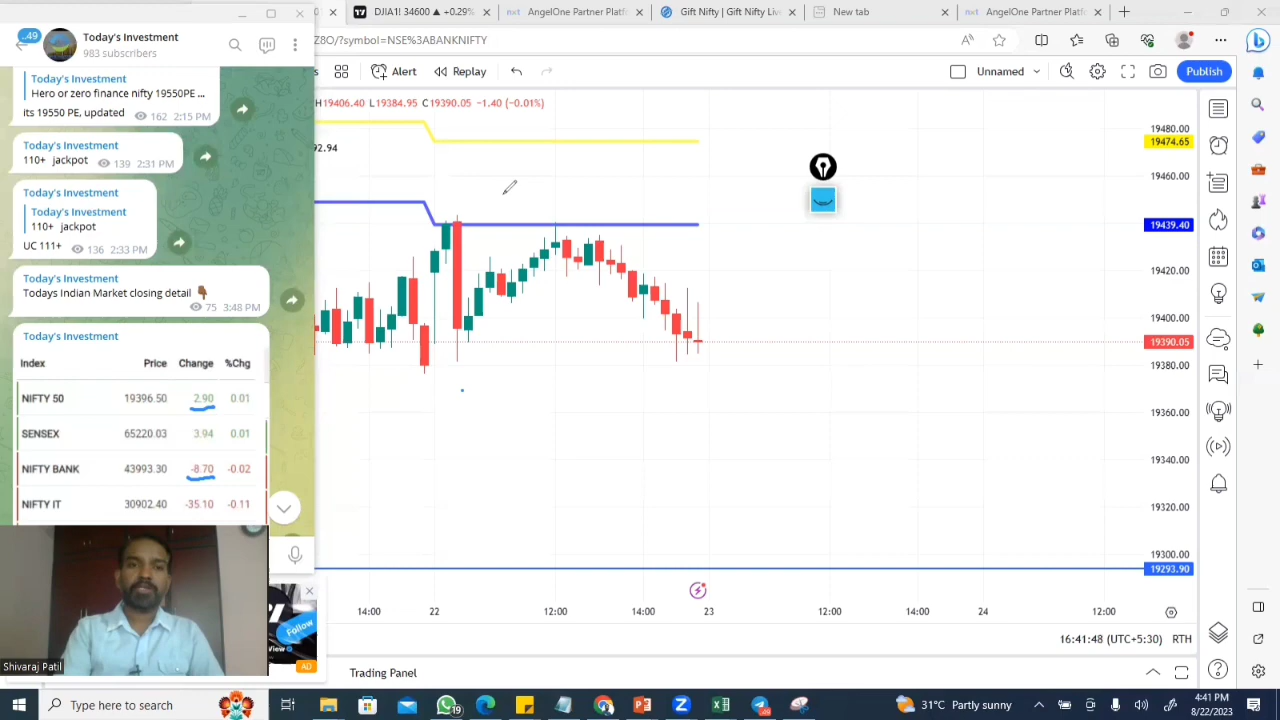 DJIA1! 34600 ▲ +0.29%
AngelOne Partner Platf
Gift Nifty | Gift Nifty Liv
New tab
AngelOne Partner Platf
..49
Today's Investment
983 subscribers
Z8O/?symbol=NSE%3ABANKNIFTY
Alert
Replay
Unnamed
Publish
Today's Investment
Hero or zero finance nifty 19550PE ...
its 19550 PE, updated
162 2:15 PM
H19406.40 L19384.95 C19390.05 −1.40 (−0.01%)
92.94
Today's Investment
110+ jackpot
139 2:31 PM
Today's Investment
Today's Investment
110+ jackpot
UC 111+
136 2:33 PM
Today's Investment
Todays Indian Market closing detail
75 3:48 PM
Today's Investment
Index Price Change %Chg
NIFTY 50 19396.50 2.90 0.01
SENSEX 65220.03 3.94 0.01
NIFTY BANK 43993.30 -8.70 -0.02
NIFTY IT 30902.40 -35.10 -0.11
19480.00
19474.65
19460.00
19439.40
19420.00
19400.00
19390.05
19380.00
19360.00
19340.00
19320.00
19300.00
19293.90
14:00 22 12:00 14:00 23 12:00 14:00 24 12:00
16:41:48 (UTC+5:30) RTH
Follow
View
AD
Shivaraj Patil
Trading Panel
Type here to search
19
31°C Partly sunny
4:41 PM
8/22/2023